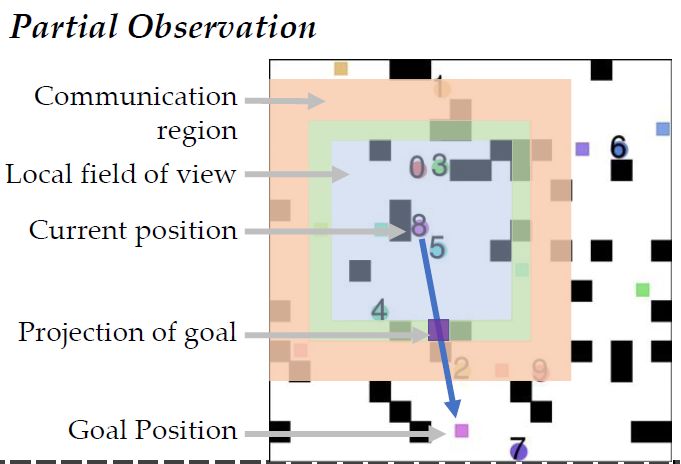 Partial Observation
Communication
region
Local field of view
Current position
Projection of goal
Goal Position
1
6
0 3
8
5
4
2
9
7